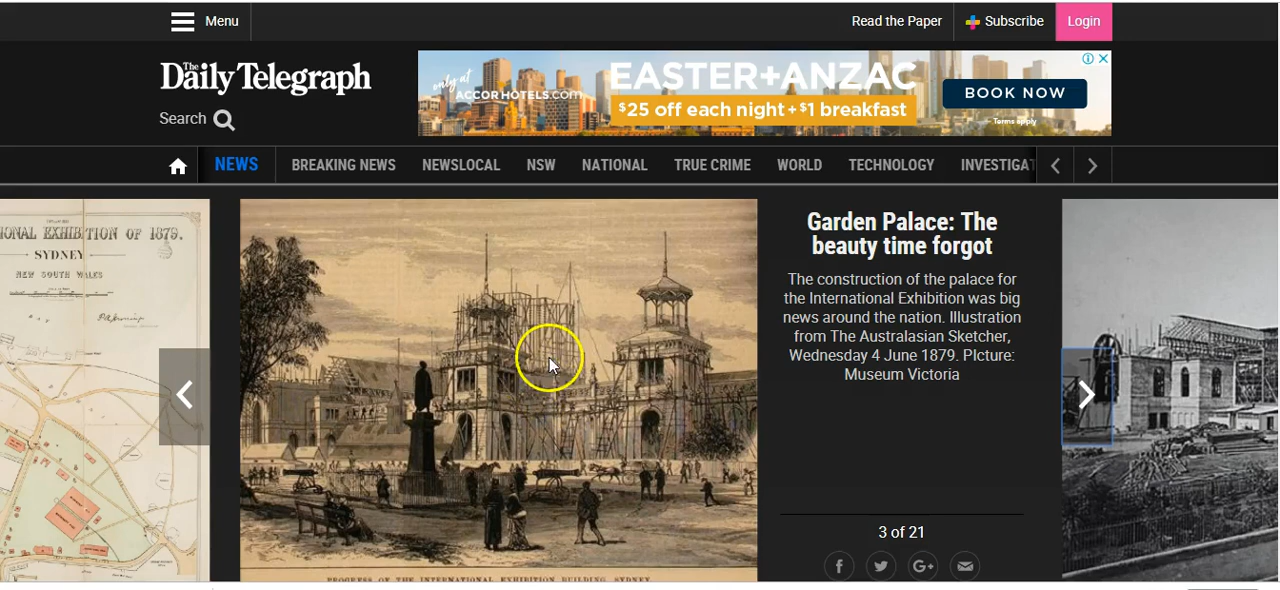 Menu
Read the Paper
Subscribe
Login
The Daily Telegraph
Search
only at
ACCORHOTELS.com
EASTER+ANZAC
$25 off each night + $1 breakfast
BOOK NOW
Terms apply
NEWS
BREAKING NEWS
NEWSLOCAL
NSW
NATIONAL
TRUE CRIME
WORLD
TECHNOLOGY
INVESTIGAT
EXHIBITION OF 1879.
SYDNEY
NEW SOUTH WALES
Garden Palace: The
beauty time forgot
The construction of the palace for
the International Exhibition was big
news around the nation. Illustration
from The Australasian Sketcher,
Wednesday 4 June 1879. PIcture:
Museum Victoria
3 of 21
PROGRESS OF THE INTERNATIONAL EXHIBITION BUILDING, SYDNEY.